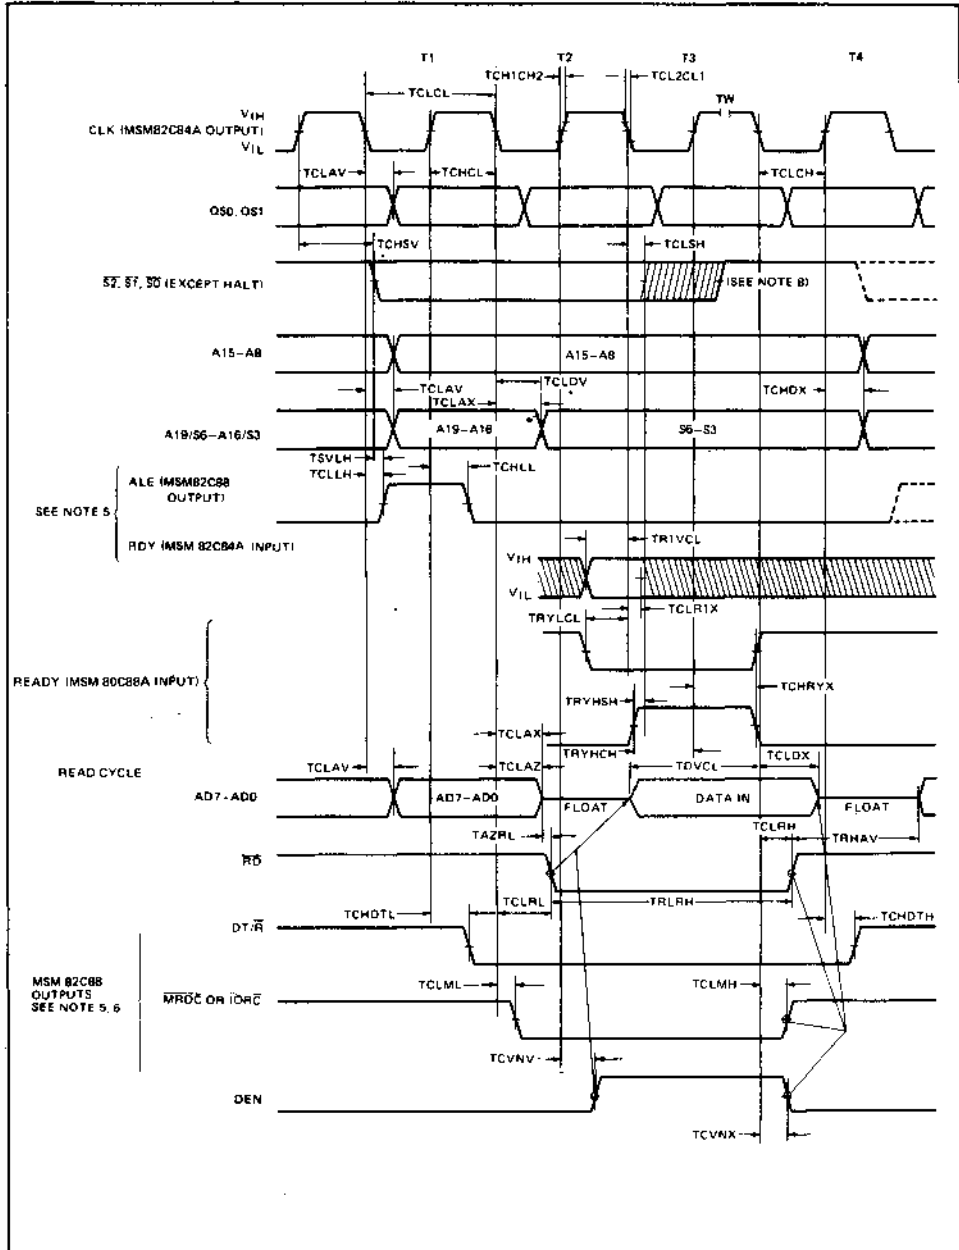 T1 T2 T3 T4
TCH1CH2 TCL2CL1
TCLCL
TW
VIH
CLK (MSM82C84A OUTPUT)
VIL
TCLAV TCHCL TCLCH
QS0, QS1
TCHSV TCLSH
S2, S1, S0 (EXCEPT HALT) (SEE NOTE 8)
A15-A8 A15-A8
TCLAV TCLDV TCHDX
TCLAX
A19/S6-A16/S3 A19-A16 S6-S3
TSVLH
TCLLH TCHLL
ALE (MSM82C88
OUTPUT)
SEE NOTE 5
RDY (MSM 82C84A INPUT) TR1VCL
VIH
VIL
TCLR1X
TRYLCL
READY (MSM 80C88A INPUT) TCHRYX
TRYHSH
TCLAX
TRYHCH
READ CYCLE TCLAV TCLAZ TDVCL TCLDX
AD7-AD0 AD7-AD0 FLOAT DATA IN FLOAT
TAZRL TCLRH TRHAV
RD
TCHDTL TCLRL TRLRH TCHDTH
DT/R
MSM 82C88
OUTPUTS
SEE NOTE 5, 6
TCLML TCLMH
MRDC OR IORC
TCVNV
DEN
TCVNX